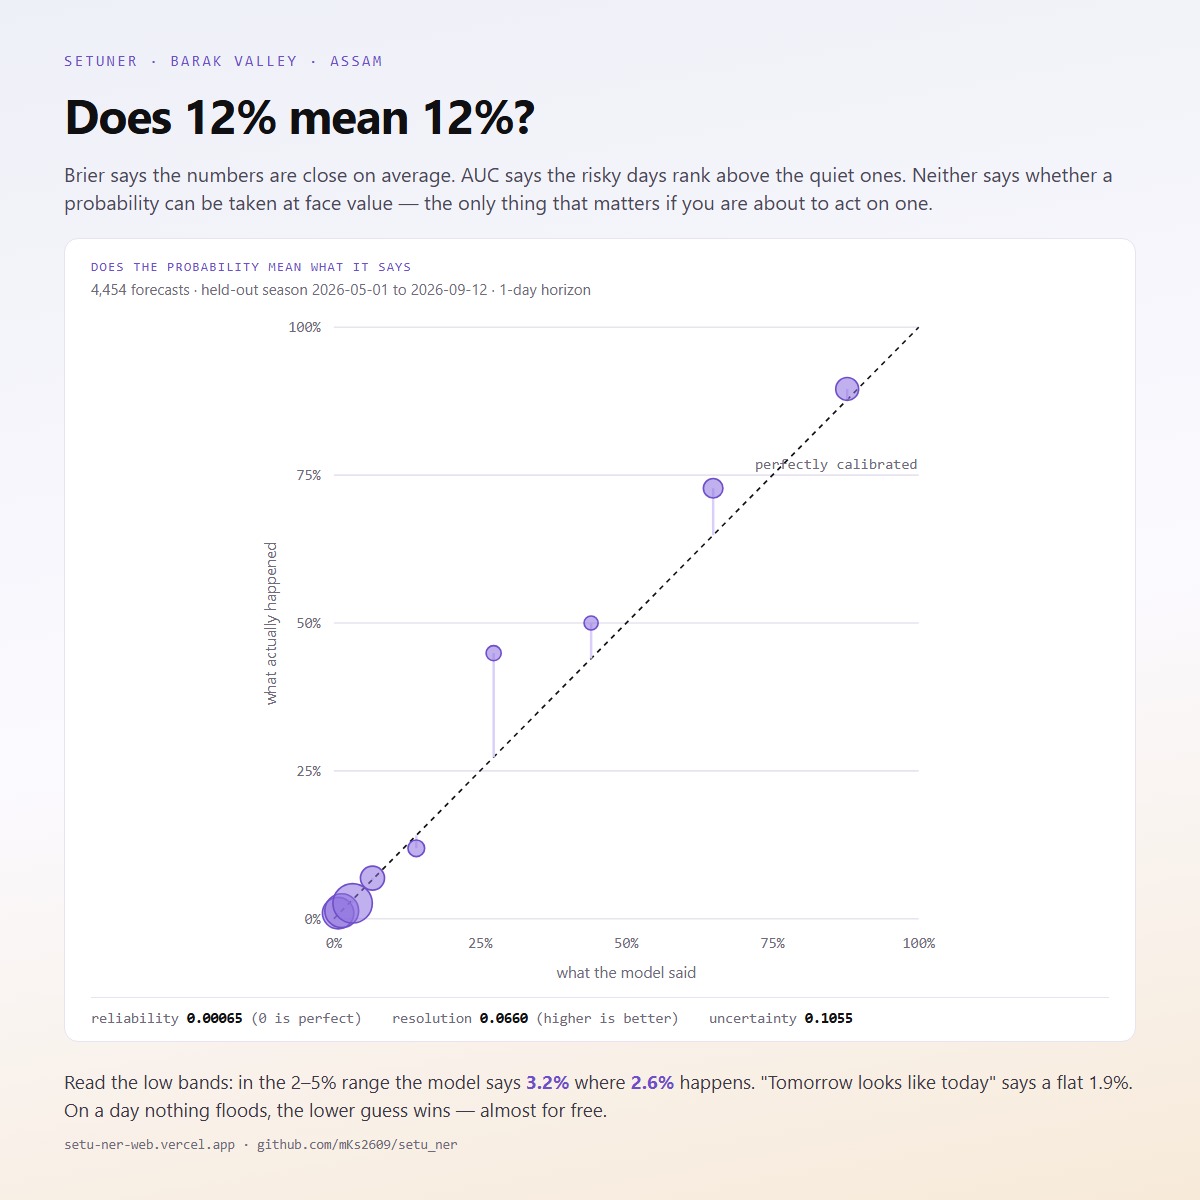 SETUNER · BARAK VALLEY · ASSAM
Does 12% mean 12%?
Brier says the numbers are close on average. AUC says the risky days rank above the quiet ones. Neither says whether a
probability can be taken at face value — the only thing that matters if you are about to act on one.
DOES THE PROBABILITY MEAN WHAT IT SAYS
4,454 forecasts · held-out season 2026-05-01 to 2026-09-12 · 1-day horizon
100%
perfectly calibrated
75%
what actually happened
50%
25%
0%
0% 25% 50% 75% 100%
what the model said
reliability 0.00065 (0 is perfect) resolution 0.0660 (higher is better) uncertainty 0.1055
Read the low bands: in the 2–5% range the model says 3.2% where 2.6% happens. "Tomorrow looks like today" says a flat 1.9%.
On a day nothing floods, the lower guess wins — almost for free.
setu-ner-web.vercel.app · github.com/mKs2609/setu_ner